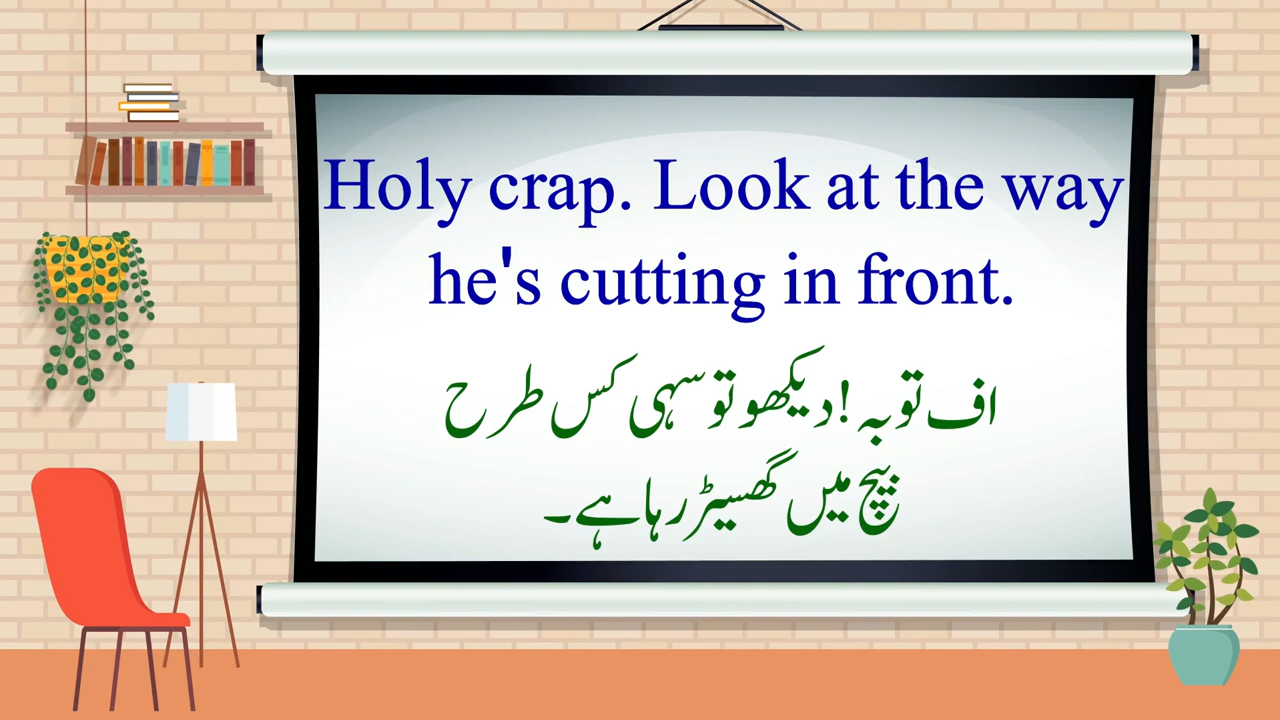 Holy crap. Look at the way
he's cutting in front.
اف توبہ !دیکھو تو سہی کس طرح
بیچ میں گھسیڑ رہا ہے۔